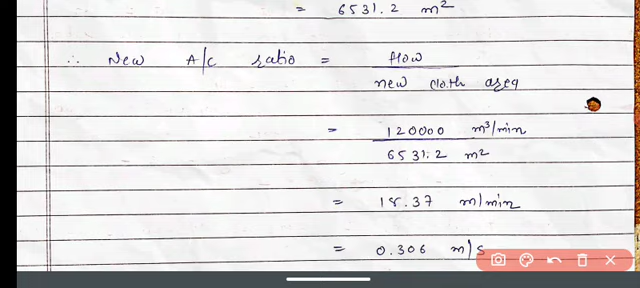 = 6531.2 m²
∴ New A/c ratio = flow / new cloth area
= 120000 m³/min / 6531.2 m²
= 18.37 m/min
= 0.306 m/s